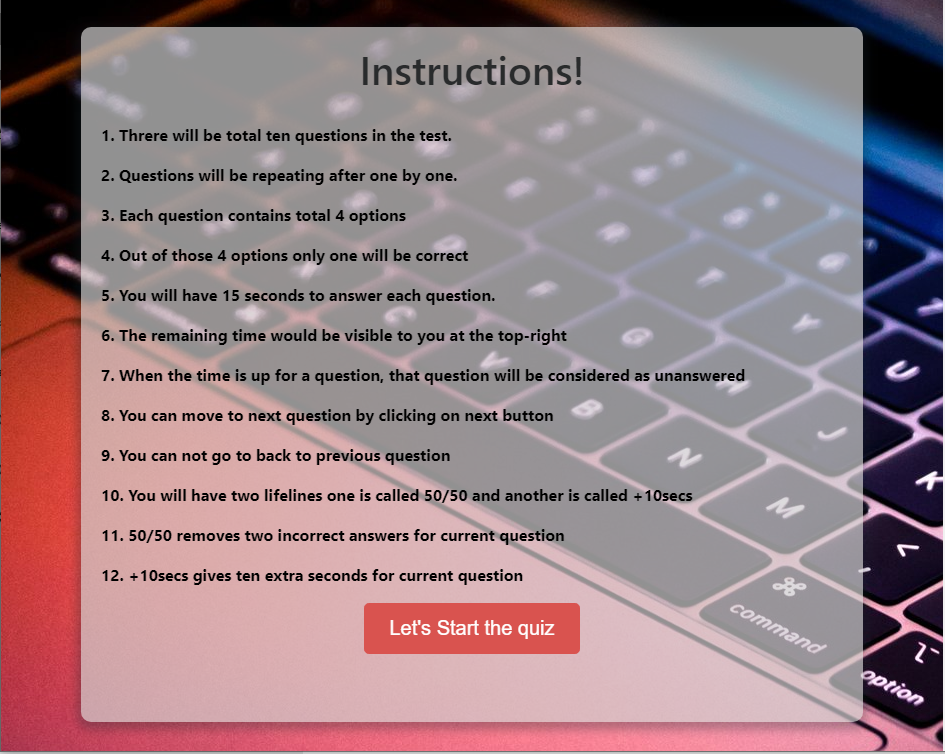 Instructions!
1. Threre will be total ten questions in the test.
2. Questions will be repeating after one by one.
3. Each question contains total 4 options
4. Out of those 4 options only one will be correct
5. You will have 15 seconds to answer each question.
6. The remaining time would be visible to you at the top-right
7. When the time is up for a question, that question will be considered as unanswered
8. You can move to next question by clicking on next button
9. You can not go to back to previous question
10. You will have two lifelines one is called 50/50 and another is called +10secs
11. 50/50 removes two incorrect answers for current question
12. +10secs gives ten extra seconds for current question
Let's Start the quiz
R
T
Y
U
F
G
H
J
K
C
V
B
N
M
<
,
⌘
command
option